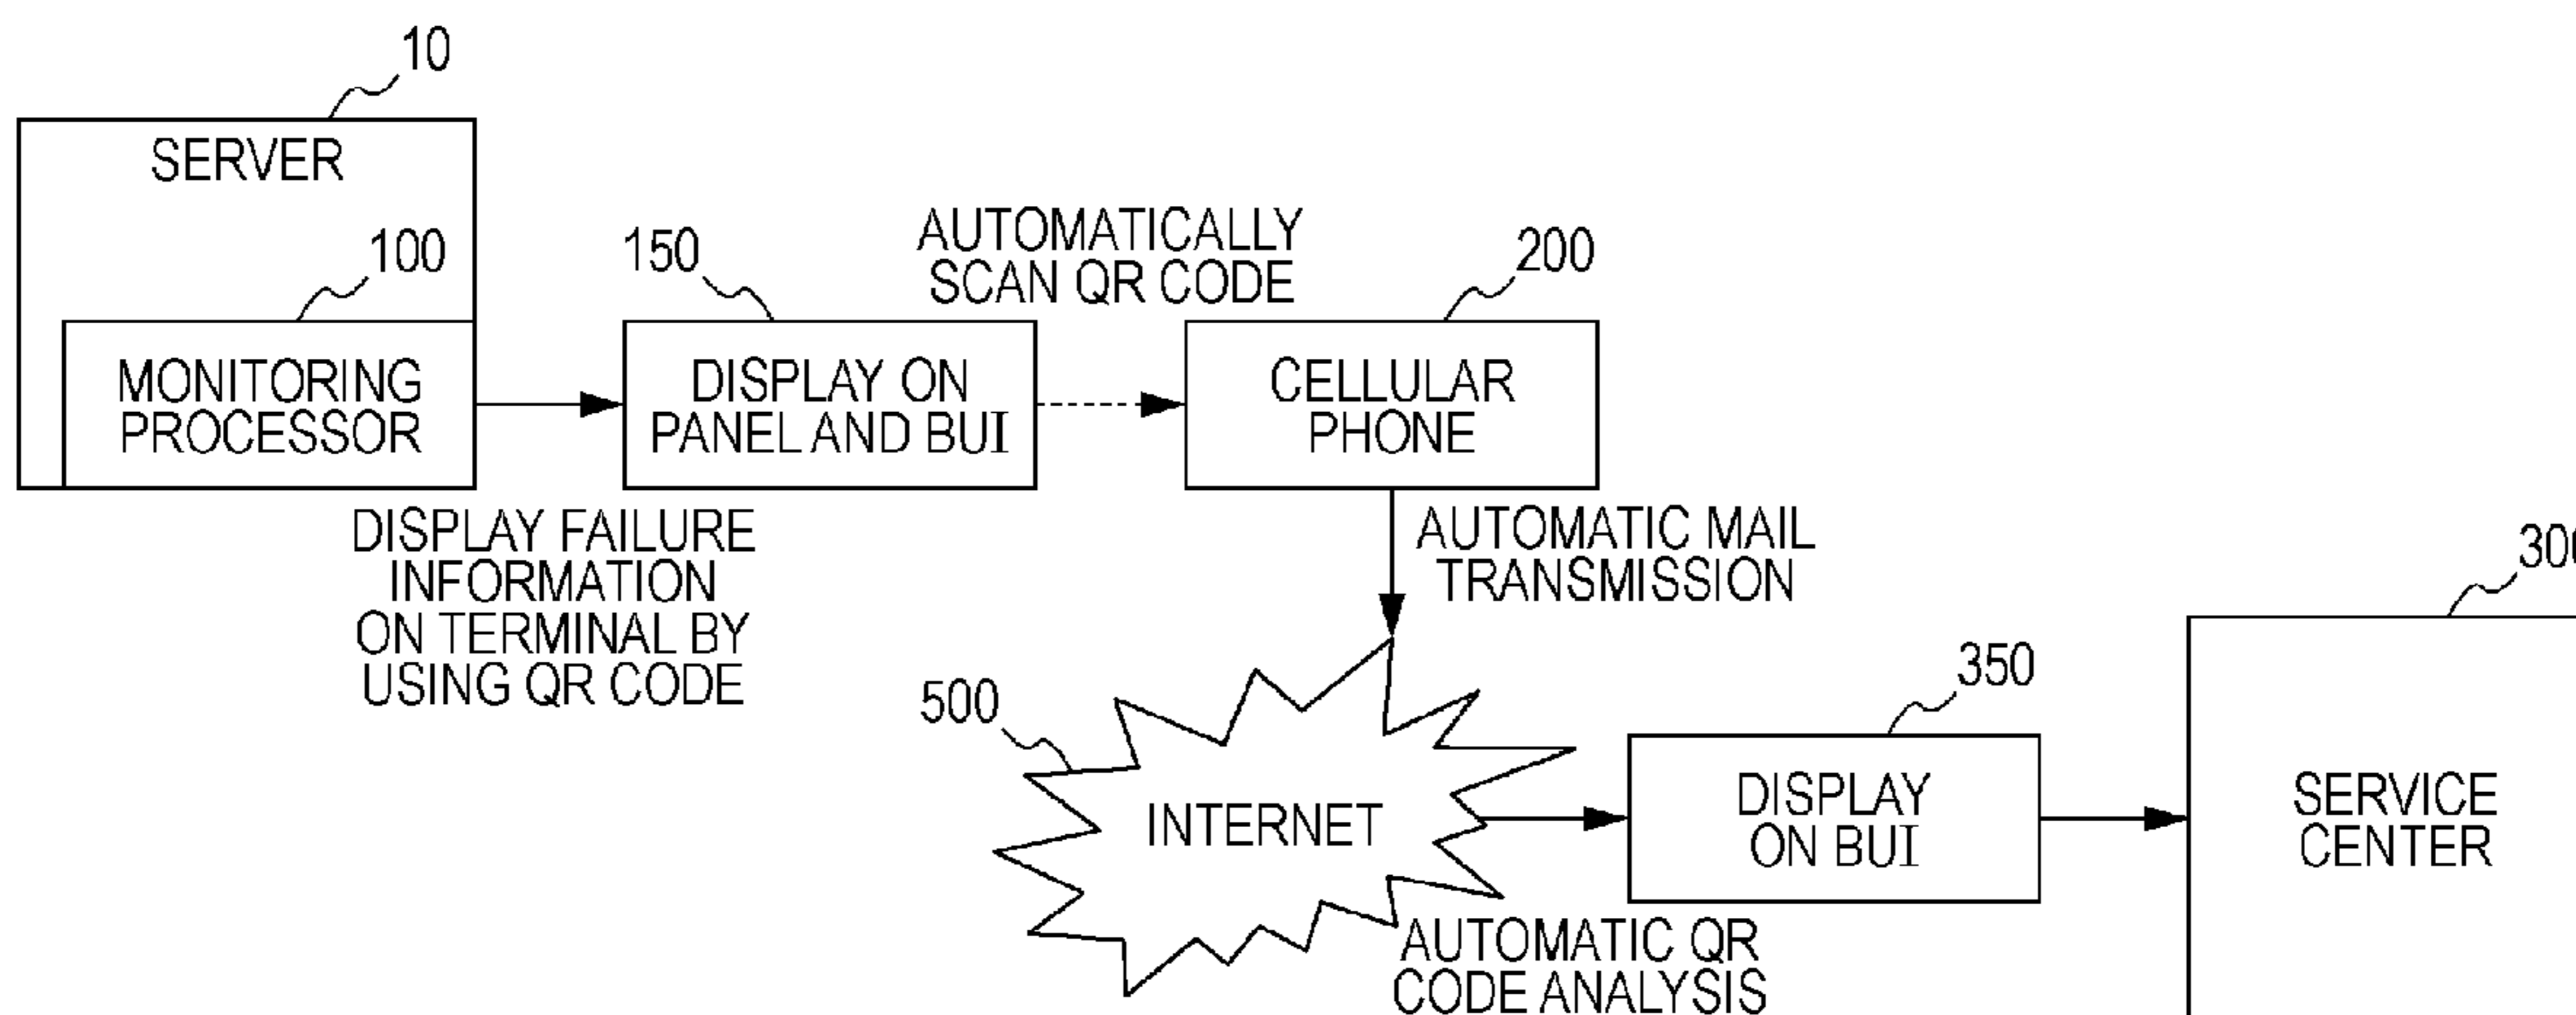 10
SERVER
100
MONITORING
PROCESSOR
DISPLAY FAILURE
INFORMATION
ON TERMINAL BY
USING QR CODE
150
DISPLAY ON
PANEL AND BUI
AUTOMATICALLY
SCAN QR CODE
200
CELLULAR
PHONE
AUTOMATIC MAIL
TRANSMISSION
500
INTERNET
AUTOMATIC QR
CODE ANALYSIS
350
DISPLAY
ON BUI
300
SERVICE
CENTER